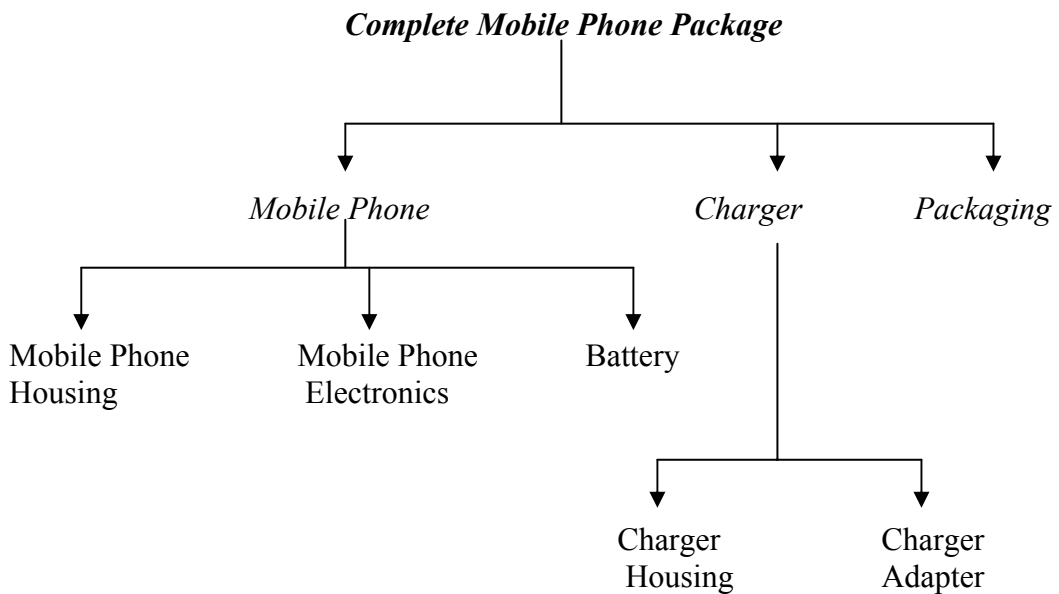 Complete Mobile Phone Package
Mobile Phone
Charger
Packaging
Mobile Phone
Housing
Mobile Phone
Electronics
Battery
Charger
Housing
Charger
Adapter